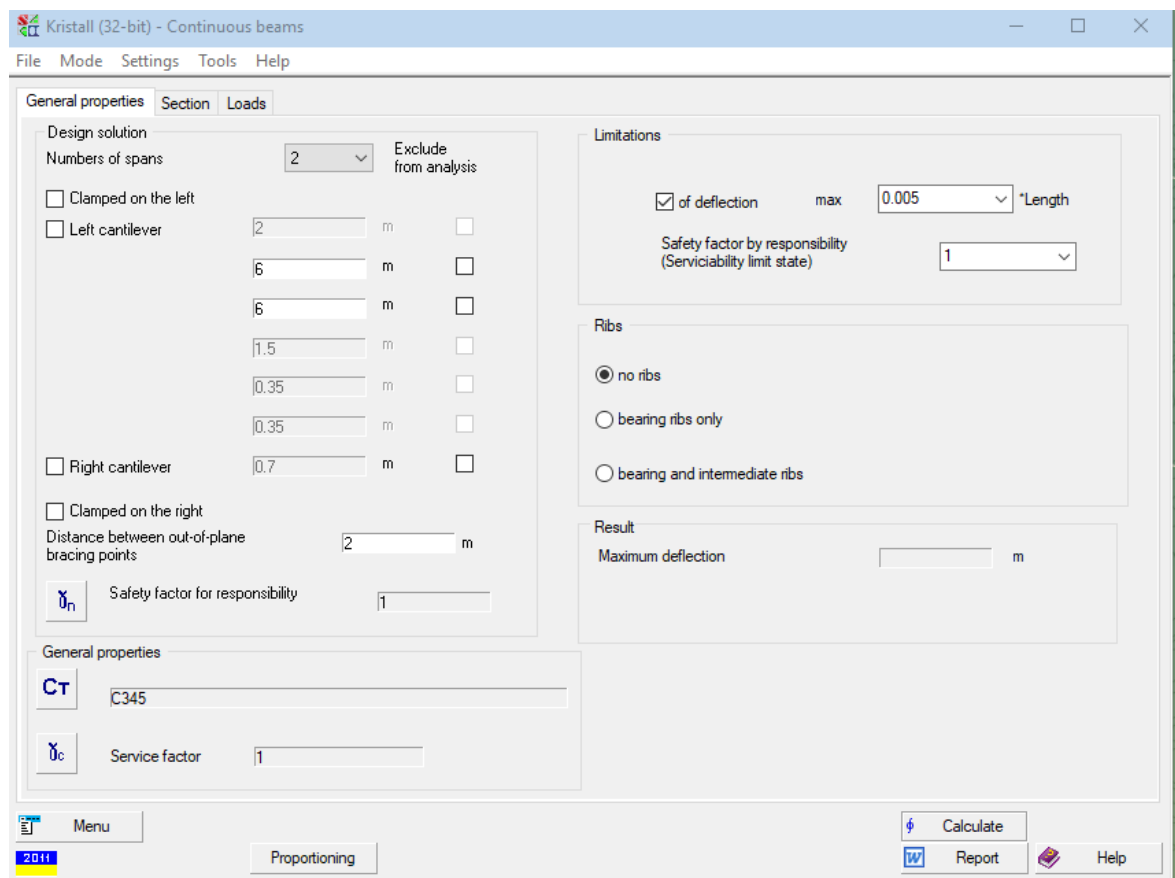 Kristall (32-bit) - Continuous beams
File Mode Settings Tools Help
General properties Section Loads
Design solution
Numbers of spans
2
Exclude
from analysis
Clamped on the left
Left cantilever
2 m
6 m
6 m
1.5 m
0.35 m
0.35 m
Right cantilever
0.7 m
Clamped on the right
Distance between out-of-plane
bracing points
2 m
ɣn
Safety factor for responsibility
1
General properties
Ст
C345
ɣc
Service factor
1
Limitations
of deflection max 0.005 *Length
Safety factor by responsibility
(Serviciability limit state)
1
Ribs
no ribs
bearing ribs only
bearing and intermediate ribs
Result
Maximum deflection m
Menu
2011
Proportioning
Calculate
W Report
Help